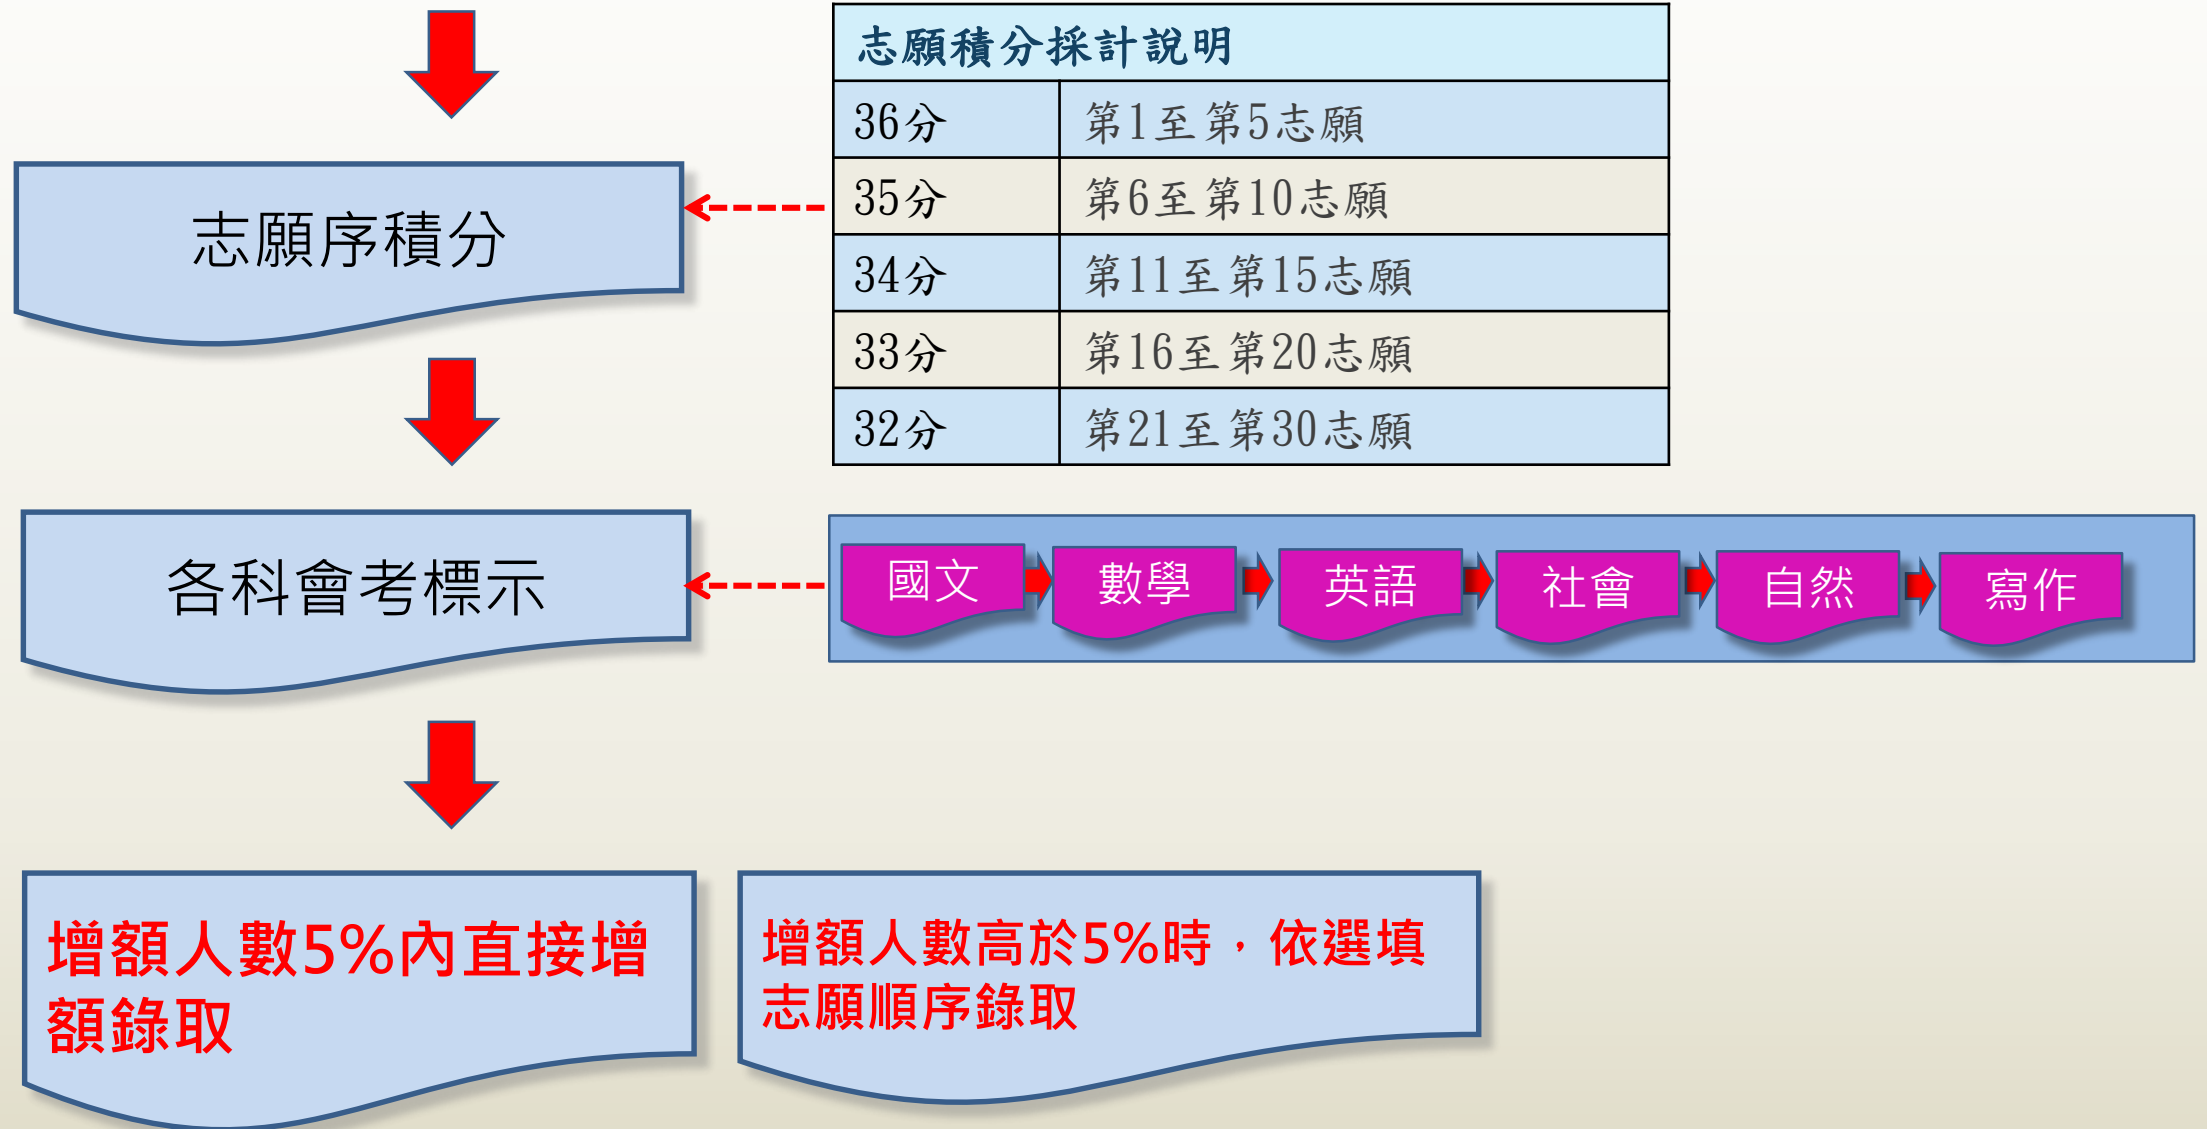 志願積分採計說明
36分 第1至第5志願
35分 第6至第10志願
34分 第11至第15志願
33分 第16至第20志願
32分 第21至第30志願
志願序積分
各科會考標示
國文 數學 英語 社會 自然 寫作
增額人數5%內直接增
額錄取
增額人數高於5%時，依選填
志願順序錄取